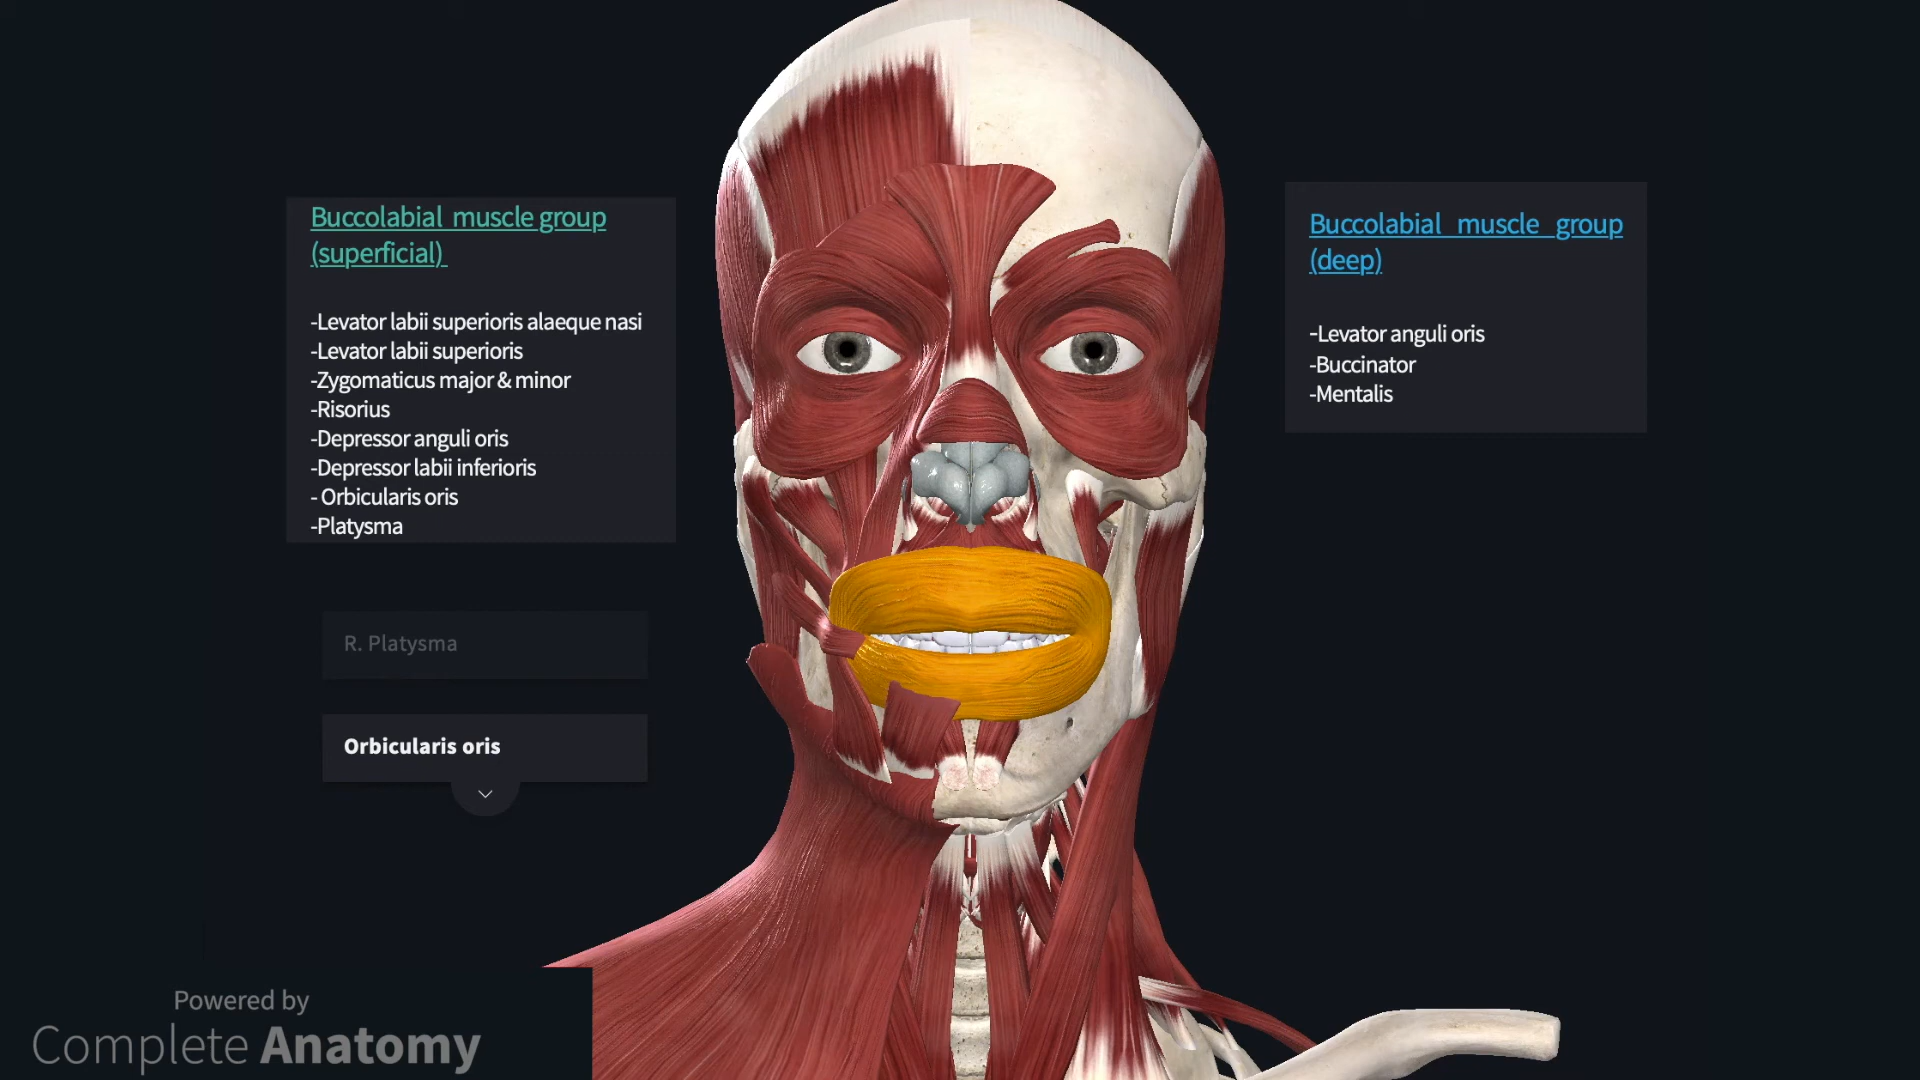 Buccolabial muscle group
(superficial)
-Levator labii superioris alaeque nasi
-Levator labii superioris
-Zygomaticus major & minor
-Risorius
-Depressor anguli oris
-Depressor labii inferioris
- Orbicularis oris
-Platysma
R. Platysma
Orbicularis oris
Buccolabial muscle group
(deep)
-Levator anguli oris
-Buccinator
-Mentalis
Powered by
Complete Anatomy